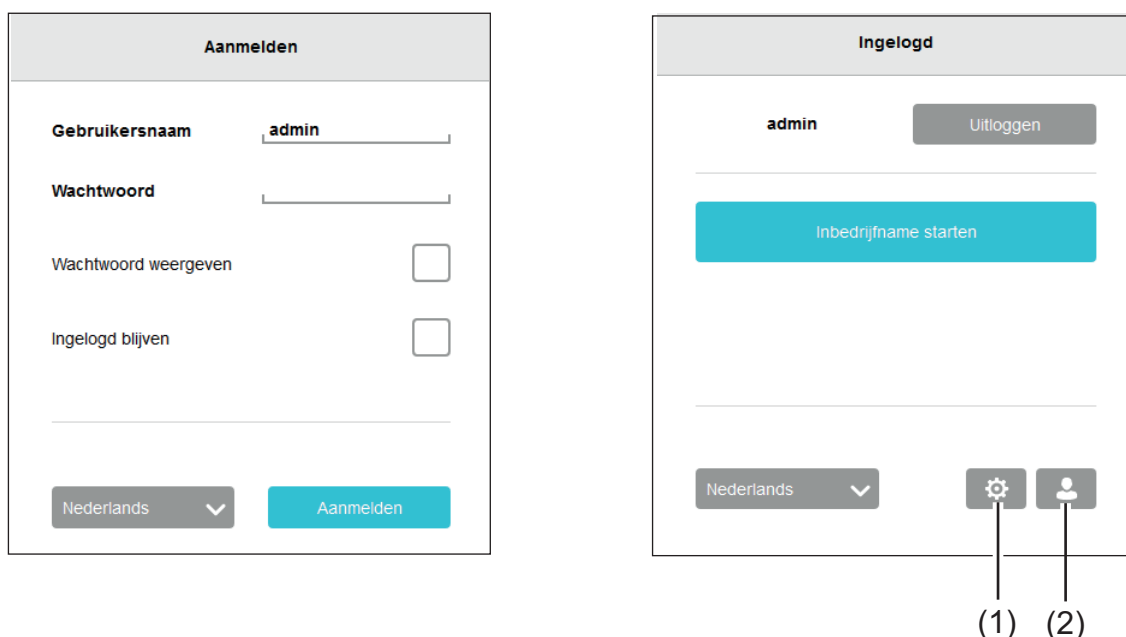 Aanmelden
Gebruikersnaam
admin
Wachtwoord
Wachtwoord weergeven
Ingelogd blijven
Nederlands
Aanmelden
Ingelogd
admin
Uitloggen
Inbedrijfname starten
Nederlands
(1)
(2)